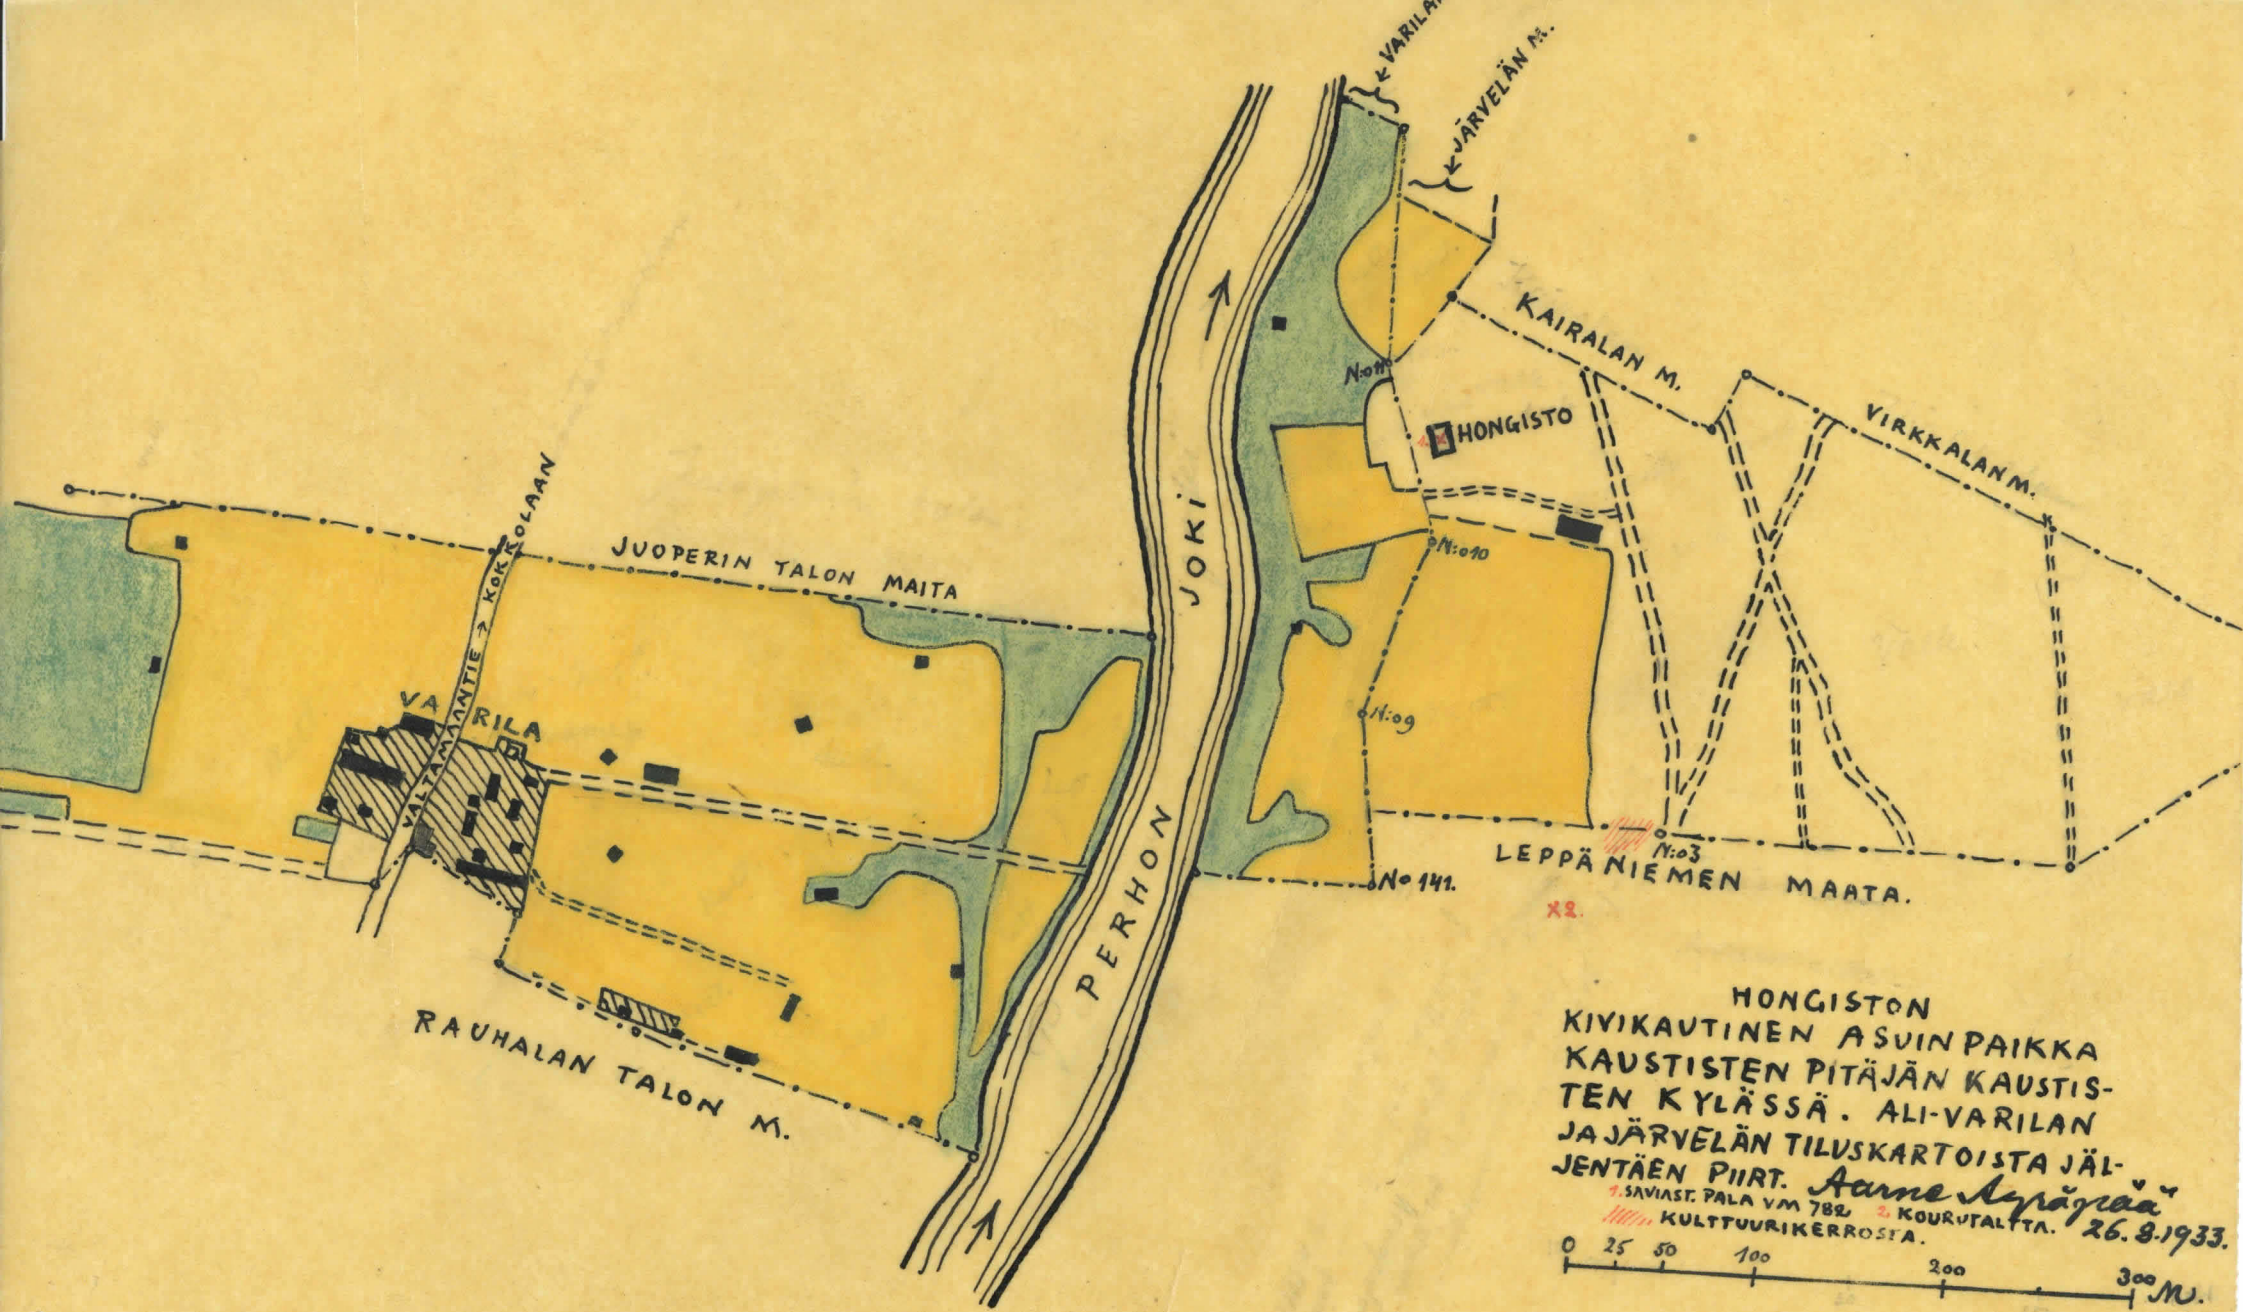 ← VARILA
← JÄRVELÄN M.
KAIRALAN M.
VIRKKALAN M.
N:o11
1. x
HONGISTO
VALTAMAANTIE → KOKKOLAAN
JUOPERIN TALON MAITA
JOKI
N:o10
N:o9
VARILA
PERHON
N:o3
LEPPÄNIEMEN MAATA.
No 141.
X2.
RAUHALAN TALON M.
HONGISTON
KIVIKAUTINEN ASUINPAIKKA
KAUSTISTEN PITÄJÄN KAUSTIS-
TEN KYLÄSSÄ. ALI-VARILAN
JA JÄRVELÄN TILUSKARTOISTA JÄL-
JENTÄEN PIIRT. Aarne Äyräpää
1. SAVIAST. PALA VM 782 2. KOURUTALTTA. 26.8.1933.
KULTTUURIKERROSTA.
0 25 50 100 200 300 M.